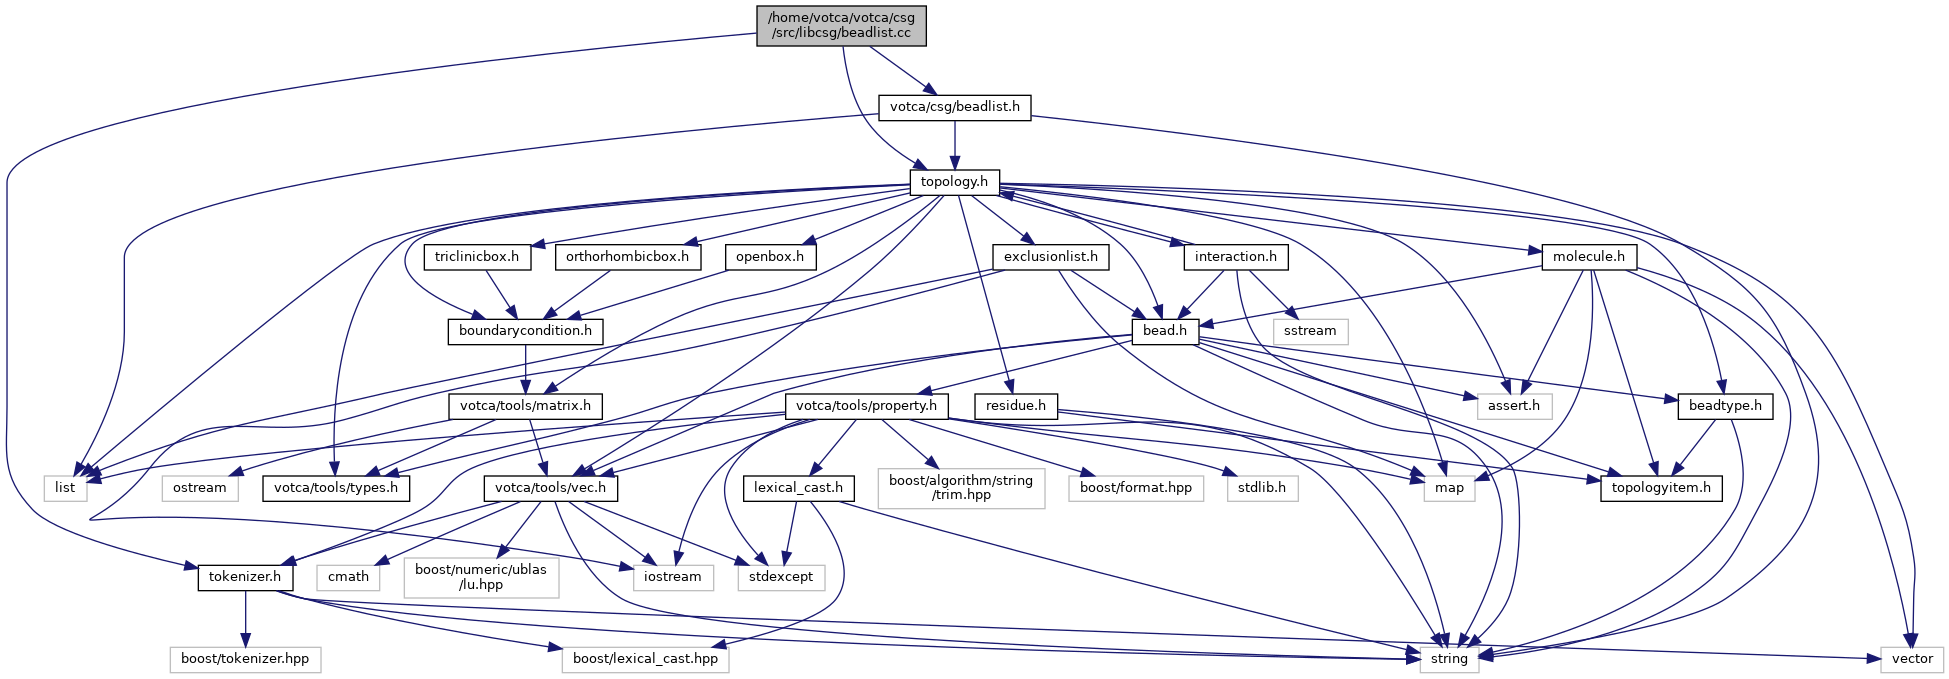 /home/votca/votca/csg
/src/libcsg/beadlist.cc
votca/csg/beadlist.h
topology.h
triclinicbox.h
orthorhombicbox.h
openbox.h
exclusionlist.h
interaction.h
molecule.h
boundarycondition.h
bead.h
sstream
votca/tools/matrix.h
votca/tools/property.h
residue.h
assert.h
beadtype.h
list
ostream
votca/tools/types.h
votca/tools/vec.h
lexical_cast.h
boost/algorithm/string
/trim.hpp
boost/format.hpp
stdlib.h
map
topologyitem.h
tokenizer.h
cmath
boost/numeric/ublas
/lu.hpp
iostream
stdexcept
boost/tokenizer.hpp
boost/lexical_cast.hpp
string
vector